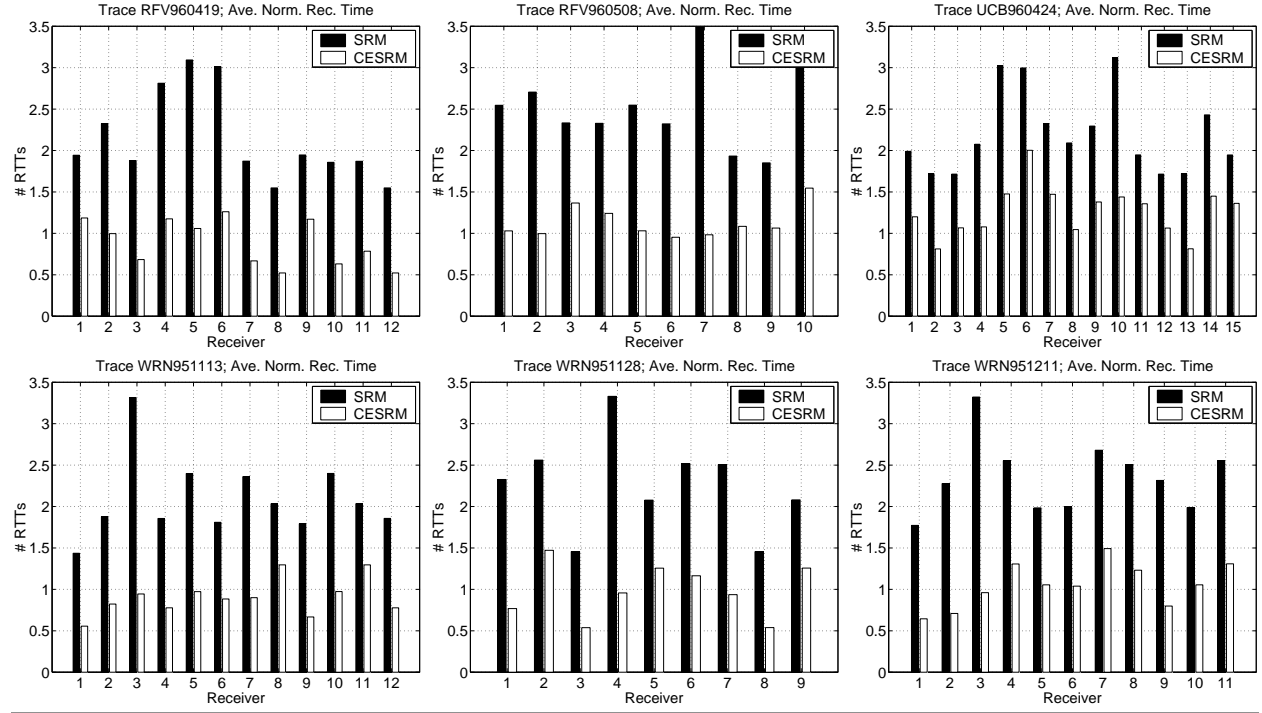 Trace RFV960419; Ave. Norm. Rec. Time
3.5
3
2.5
2
1.5
1
0.5
0
# RTTs
SRM
CESRM
1 2 3 4 5 6 7 8 9 10 11 12
Receiver
Trace RFV960508; Ave. Norm. Rec. Time
3.5
3
2.5
2
1.5
1
0.5
0
# RTTs
SRM
CESRM
1 2 3 4 5 6 7 8 9 10
Receiver
Trace UCB960424; Ave. Norm. Rec. Time
3.5
3
2.5
2
1.5
1
0.5
0
# RTTs
SRM
CESRM
1 2 3 4 5 6 7 8 9 10 11 12 13 14 15
Receiver
Trace WRN951113; Ave. Norm. Rec. Time
3.5
3
2.5
2
1.5
1
0.5
0
# RTTs
SRM
CESRM
1 2 3 4 5 6 7 8 9 10 11 12
Receiver
Trace WRN951128; Ave. Norm. Rec. Time
3.5
3
2.5
2
1.5
1
0.5
0
# RTTs
SRM
CESRM
1 2 3 4 5 6 7 8 9
Receiver
Trace WRN951211; Ave. Norm. Rec. Time
3.5
3
2.5
2
1.5
1
0.5
0
# RTTs
SRM
CESRM
1 2 3 4 5 6 7 8 9 10 11
Receiver